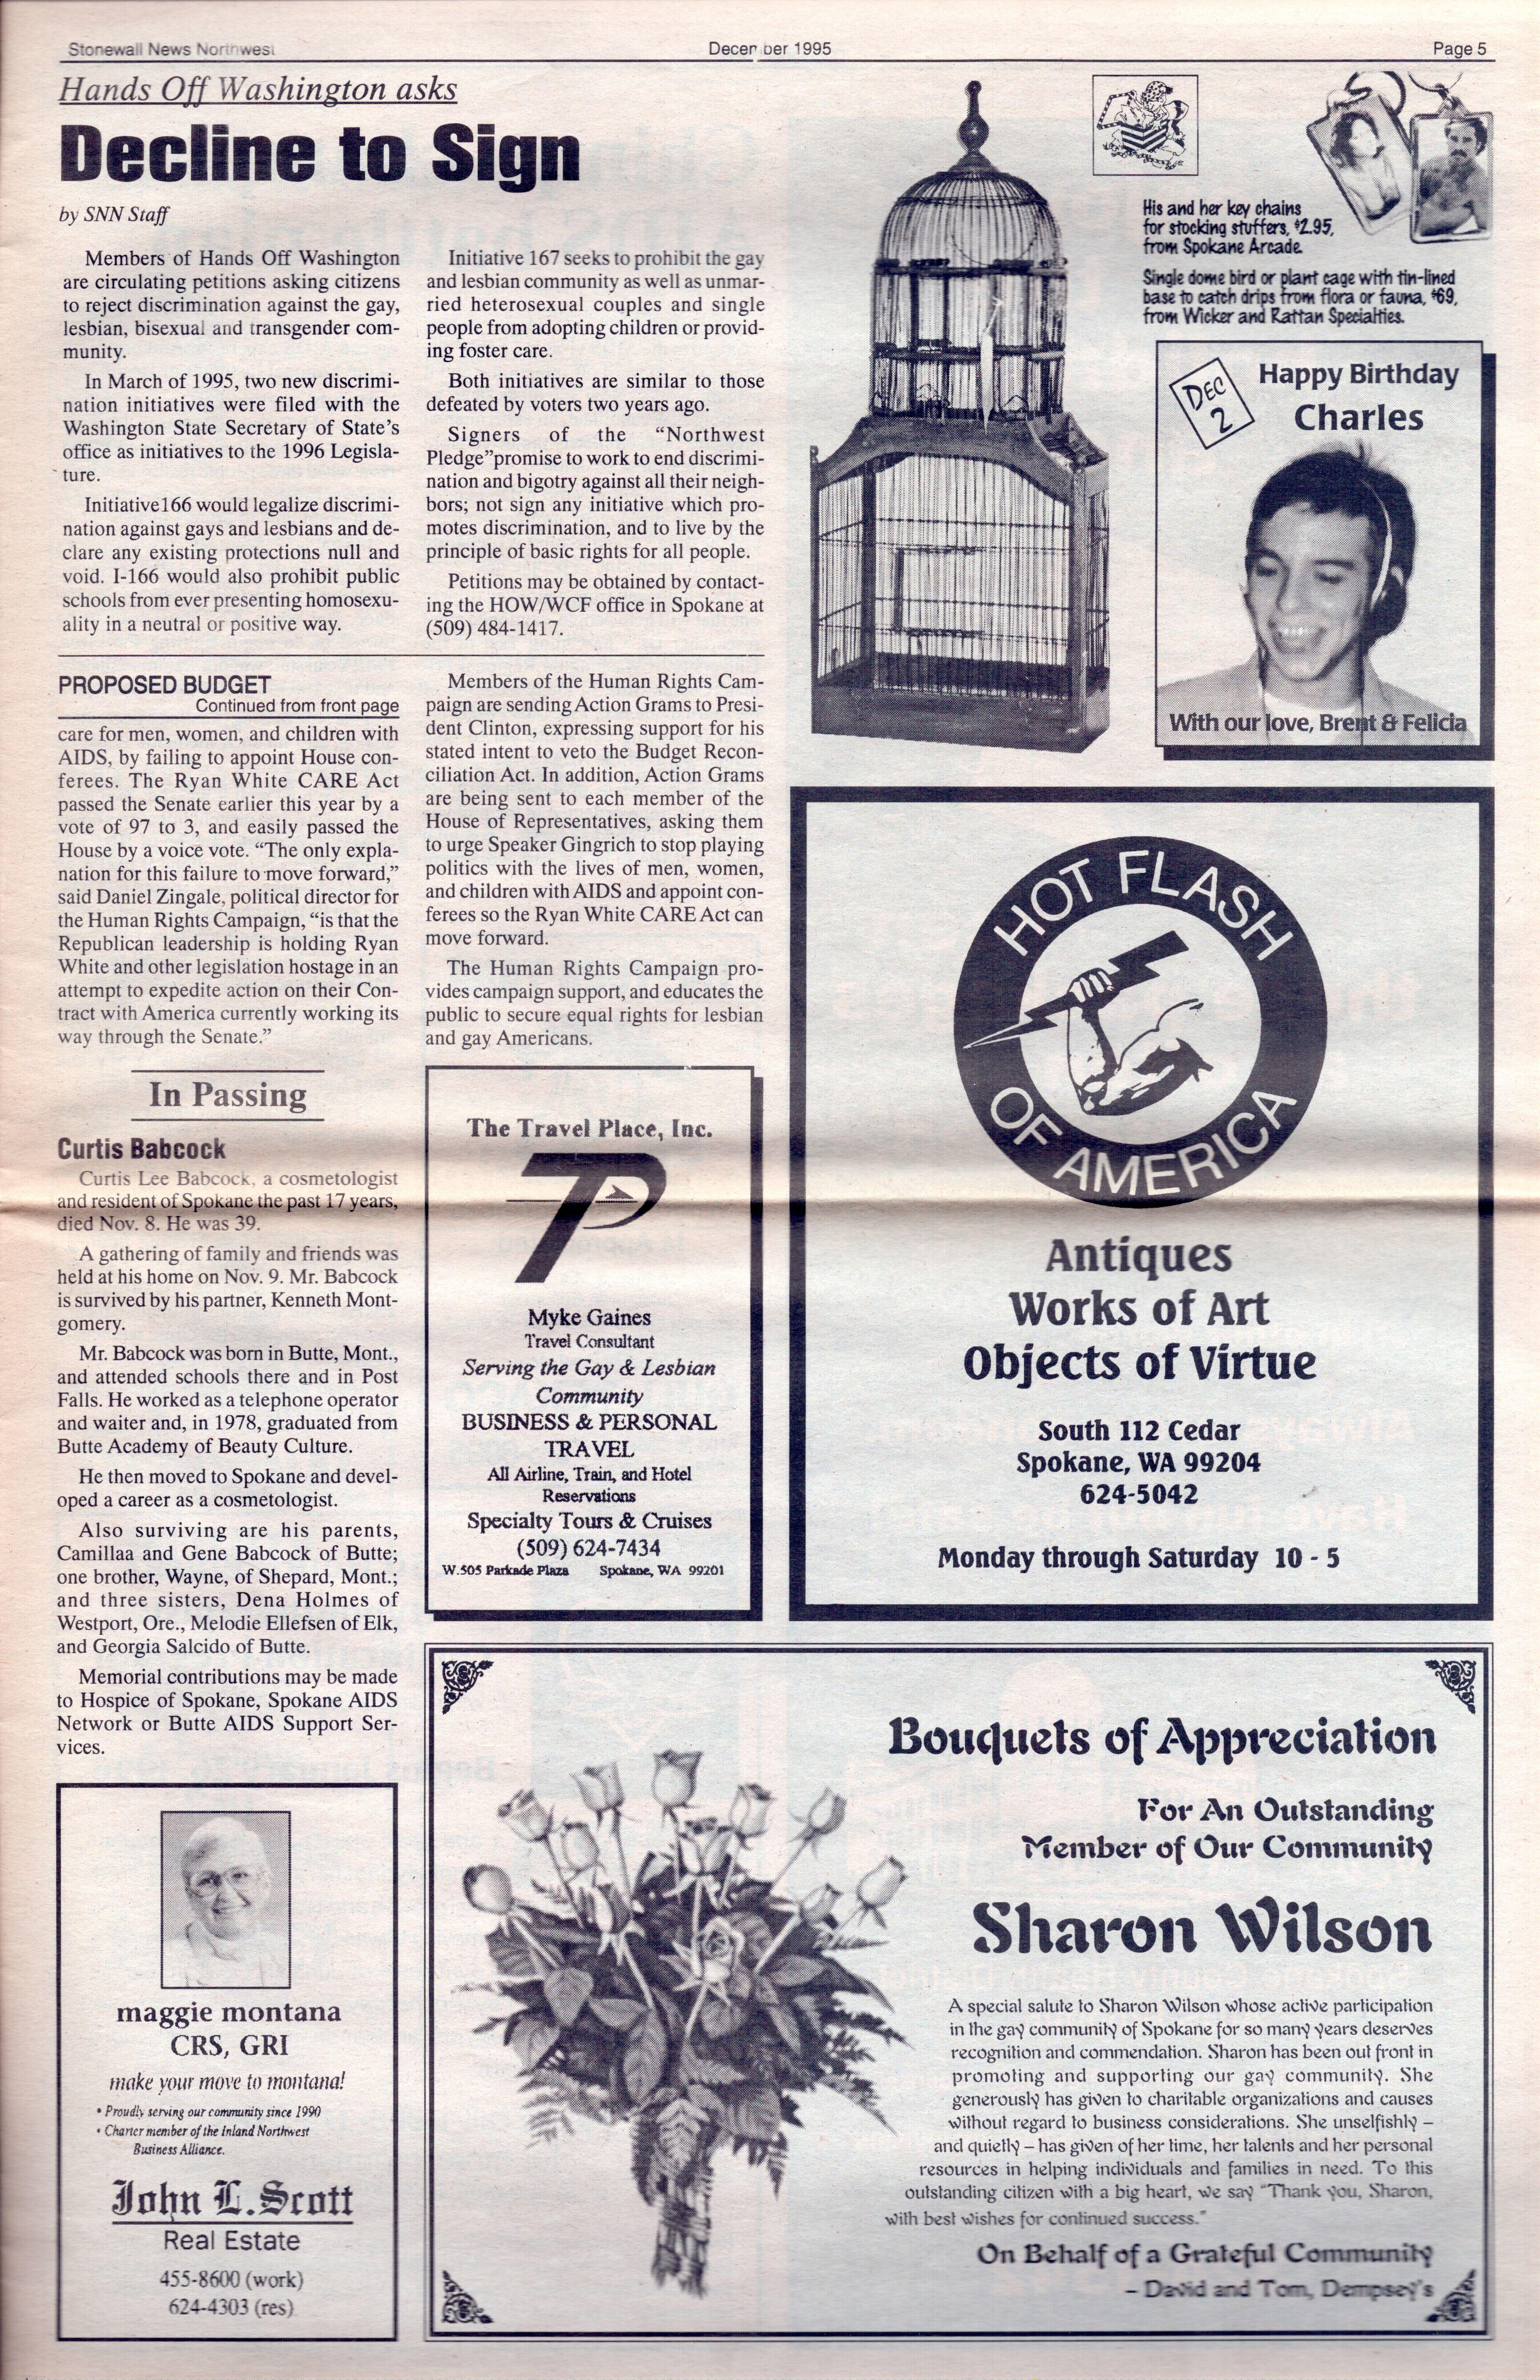 Stonewall News Northwest
December 1995
Page 5
Hands Off Washington asks
Decline to Sign
by SNN Staff
Members of Hands Off Washington
are circulating petitions asking citizens
to reject discrimination against the gay,
lesbian, bisexual and transgender com-
munity.
In March of 1995, two new discrimi-
nation initiatives were filed with the
Washington State Secretary of State's
office as initiatives to the 1996 Legisla-
ture.
Initiative166 would legalize discrimi-
nation against gays and lesbians and de-
clare any existing protections null and
void. I-166 would also prohibit public
schools from ever presenting homosexu-
ality in a neutral or positive way.
Initiative 167 seeks to prohibit the gay
and lesbian community as well as unmar-
ried heterosexual couples and single
people from adopting children or provid-
ing foster care.
Both initiatives are similar to those
defeated by voters two years ago.
Signers of the “Northwest
Pledge”promise to work to end discrimi-
nation and bigotry against all their neigh-
bors; not sign any initiative which pro-
motes discrimination, and to live by the
principle of basic rights for all people.
Petitions may be obtained by contact-
ing the HOW/WCF office in Spokane at
(509) 484-1417.
PROPOSED BUDGET
Continued from front page
care for men, women, and children with
AIDS, by failing to appoint House con-
ferees. The Ryan White CARE Act
passed the Senate earlier this year by a
vote of 97 to 3, and easily passed the
House by a voice vote. “The only expla-
nation for this failure to move forward,”
said Daniel Zingale, political director for
the Human Rights Campaign, “is that the
Republican leadership is holding Ryan
White and other legislation hostage in an
attempt to expedite action on their Con-
tract with America currently working its
way through the Senate.”
Members of the Human Rights Cam-
paign are sending Action Grams to Presi-
dent Clinton, expressing support for his
stated intent to veto the Budget Recon-
ciliation Act. In addition, Action Grams
are being sent to each member of the
House of Representatives, asking them
to urge Speaker Gingrich to stop playing
politics with the lives of men, women,
and children with AIDS and appoint con-
ferees so the Ryan White CARE Act can
move forward.
The Human Rights Campaign pro-
vides campaign support, and educates the
public to secure equal rights for lesbian
and gay Americans.
In Passing
Curtis Babcock
Curtis Lee Babcock, a cosmetologist
and resident of Spokane the past 17 years,
died Nov. 8. He was 39.
A gathering of family and friends was
held at his home on Nov. 9. Mr. Babcock
is survived by his partner, Kenneth Mont-
gomery.
Mr. Babcock was born in Butte, Mont.,
and attended schools there and in Post
Falls. He worked as a telephone operator
and waiter and, in 1978, graduated from
Butte Academy of Beauty Culture.
He then moved to Spokane and devel-
oped a career as a cosmetologist.
Also surviving are his parents,
Camillaa and Gene Babcock of Butte;
one brother, Wayne, of Shepard, Mont.;
and three sisters, Dena Holmes of
Westport, Ore., Melodie Ellefsen of Elk,
and Georgia Salcido of Butte.
Memorial contributions may be made
to Hospice of Spokane, Spokane AIDS
Network or Butte AIDS Support Ser-
vices.
maggie montana
CRS, GRI
make your move to montana!
• Proudly serving our community since 1990
• Charter member of the Inland Northwest
Business Alliance.
John L. Scott
Real Estate
455-8600 (work)
624-4303 (res)
The Travel Place, Inc.
TP
Myke Gaines
Travel Consultant
Serving the Gay & Lesbian
Community
BUSINESS & PERSONAL
TRAVEL
All Airline, Train, and Hotel
Reservations
Specialty Tours & Cruises
(509) 624-7434
W.505 Parkade Plaza Spokane, WA 99201
His and her key chains
for stocking stuffers, $2.95,
from Spokane Arcade.
Single dome bird or plant cage with tin-lined
base to catch drips from flora or fauna, $69,
from Wicker and Rattan Specialties.
DEC
2
Happy Birthday
Charles
With our love, Brent & Felicia
HOT FLASH
OF AMERICA
Antiques
Works of Art
Objects of Virtue
South 112 Cedar
Spokane, WA 99204
624-5042
Monday through Saturday 10 - 5
Bouquets of Appreciation
For An Outstanding
Member of Our Community
Sharon Wilson
A special salute to Sharon Wilson whose active participation
in the gay community of Spokane for so many years deserves
recognition and commendation. Sharon has been out front in
promoting and supporting our gay community. She
generously has given to charitable organizations and causes
without regard to business considerations. She unselfishly –
and quietly – has given of her time, her talents and her personal
resources in helping individuals and families in need. To this
outstanding citizen with a big heart, we say “Thank you, Sharon,
with best wishes for continued success.”
On Behalf of a Grateful Community
– David and Tom, Dempsey's